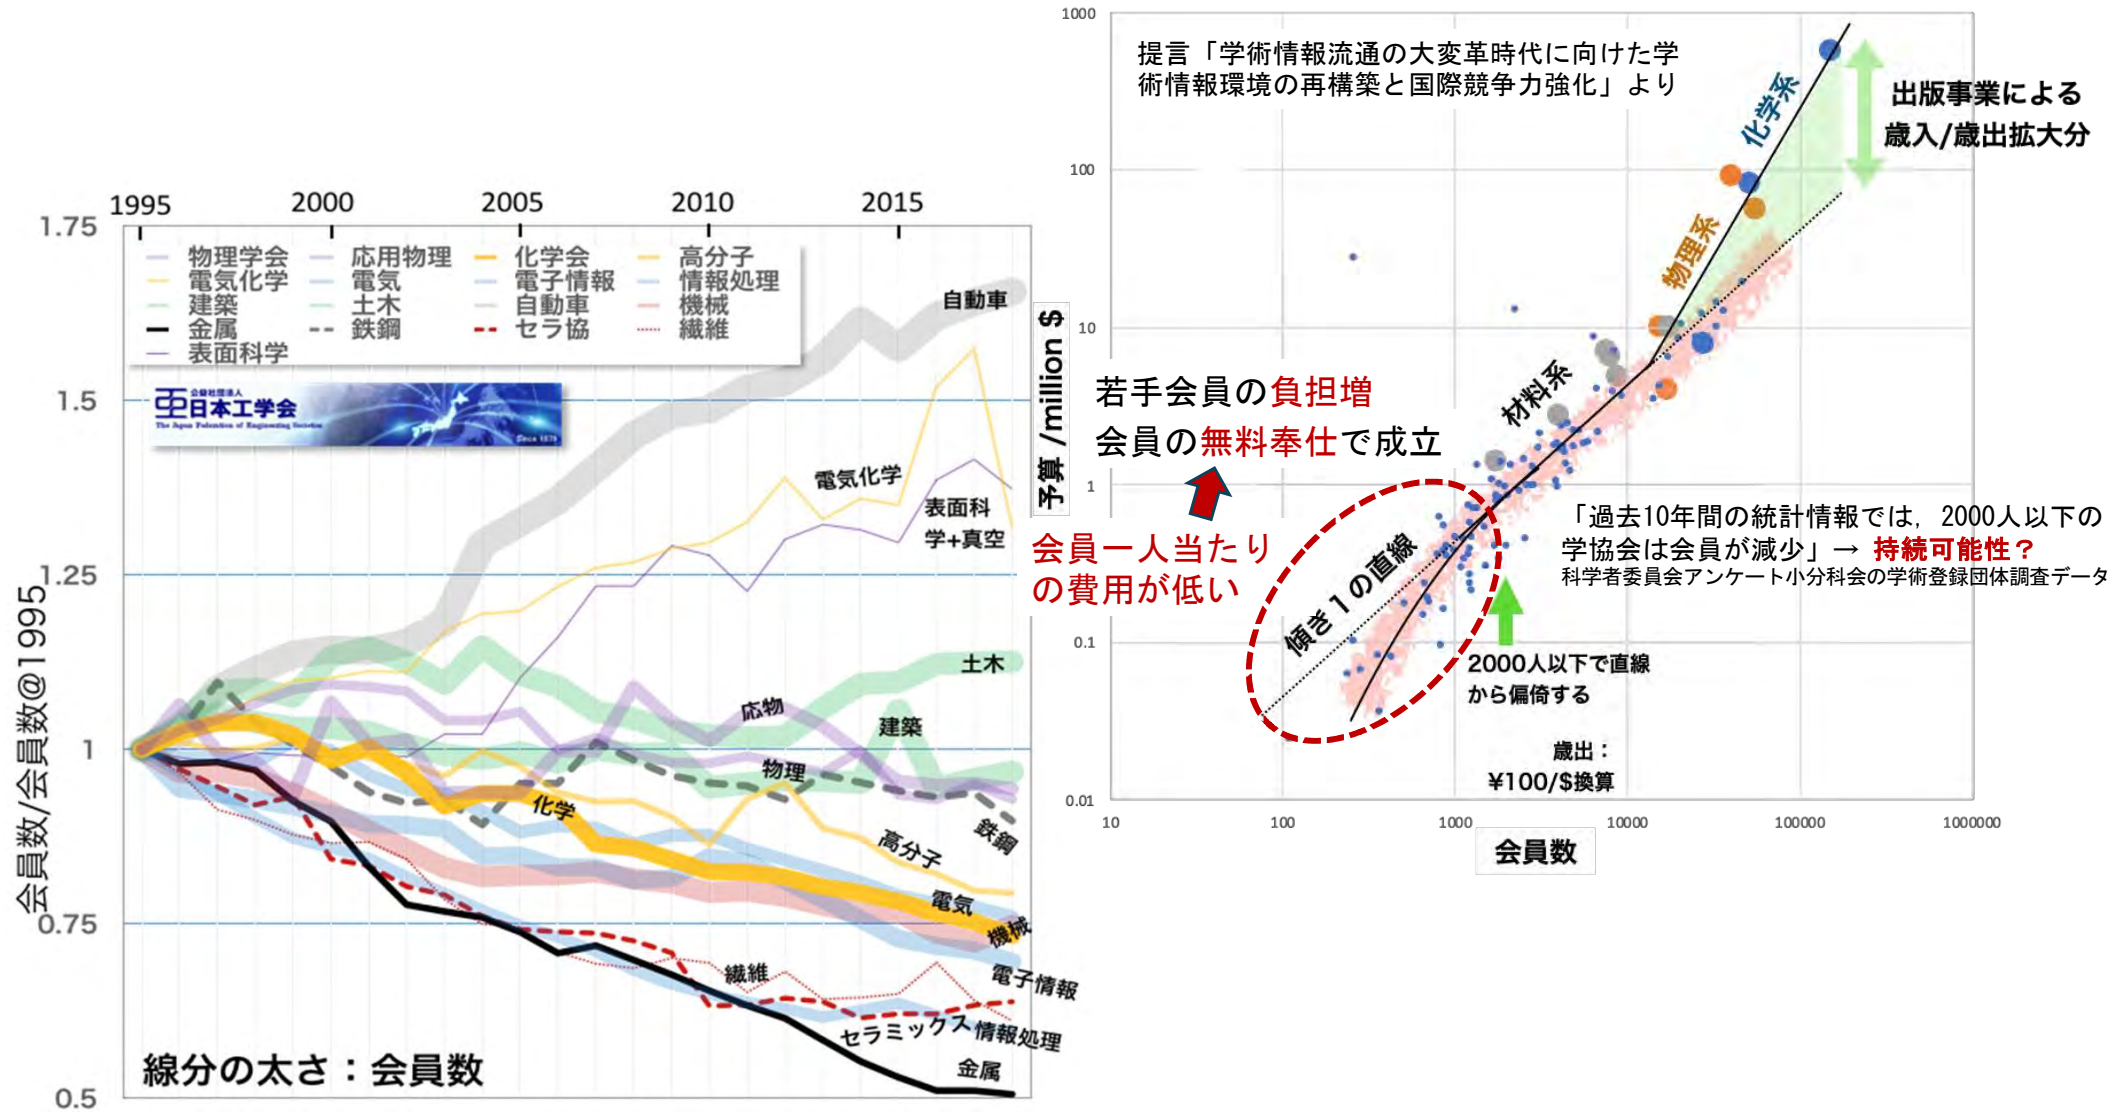 1995
2000
2005
2010
2015
1.75
1.5
1.25
1
0.75
0.5
会員数/会員数@1995
物理学会
応用物理
化学会
高分子
電気化学
電気
電子情報
情報処理
建築
土木
自動車
機械
金属
鉄鋼
セラ協
繊維
表面科学
公益社団法人
日本工学会
The Japan Federation of Engineering Societies
Since 1879
自動車
電気化学
表面科
学+真空
土木
応物
建築
物理
化学
鉄鋼
高分子
電気
機械
繊維
電子情報
セラミックス
情報処理
金属
線分の太さ：会員数
1000
100
10
1
0.1
0.01
予算 /million $
提言「学術情報流通の大変革時代に向けた学
術情報環境の再構築と国際競争力強化」より
化学系
出版事業による
歳入/歳出拡大分
物理系
材料系
若手会員の負担増
会員の無料奉仕で成立
会員一人当たり
の費用が低い
傾き１の直線
「過去10年間の統計情報では，2000人以下の
学協会は会員が減少」→ 持続可能性？
科学者委員会アンケート小分科会の学術登録団体調査データ
2000人以下で直線
から偏倚する
歳出：
¥100/$換算
10
100
1000
10000
100000
1000000
会員数